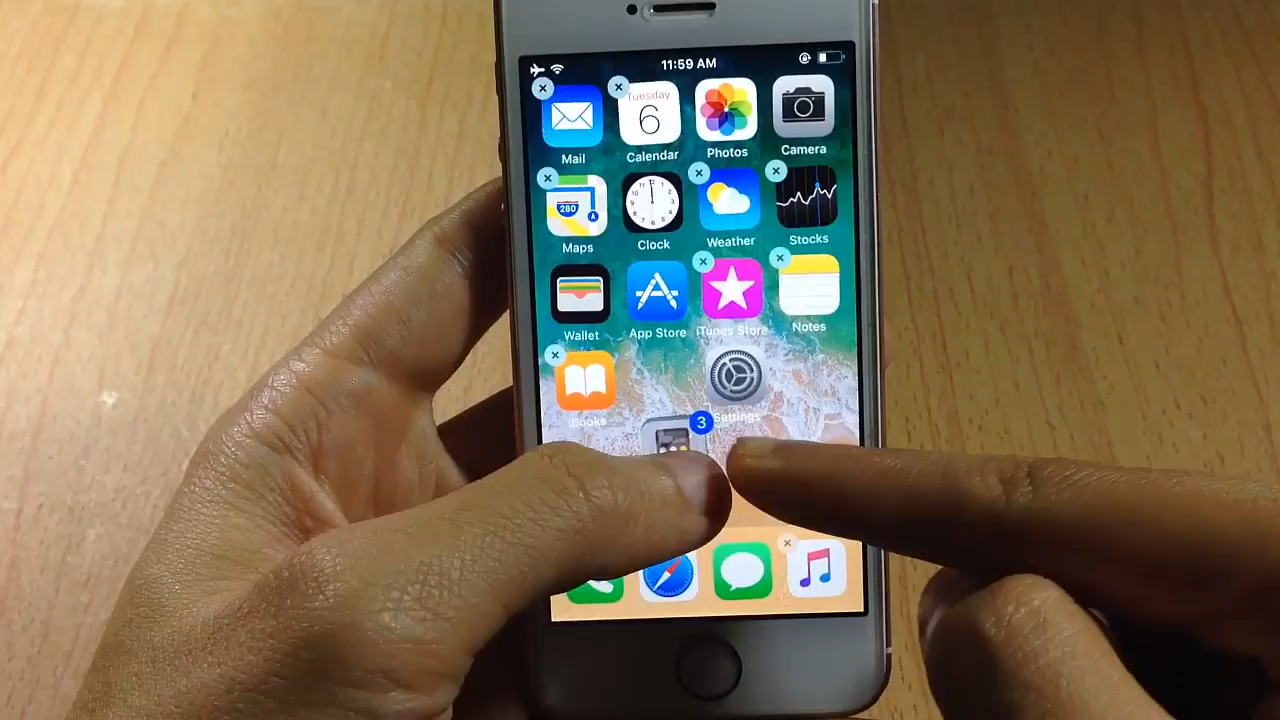 11:59 AM
Tuesday
6
Mail
Calendar
Photos
Camera
280
Maps
Clock
Weather
Stocks
Wallet
App Store
iTunes Store
Notes
iBooks
Settings
3